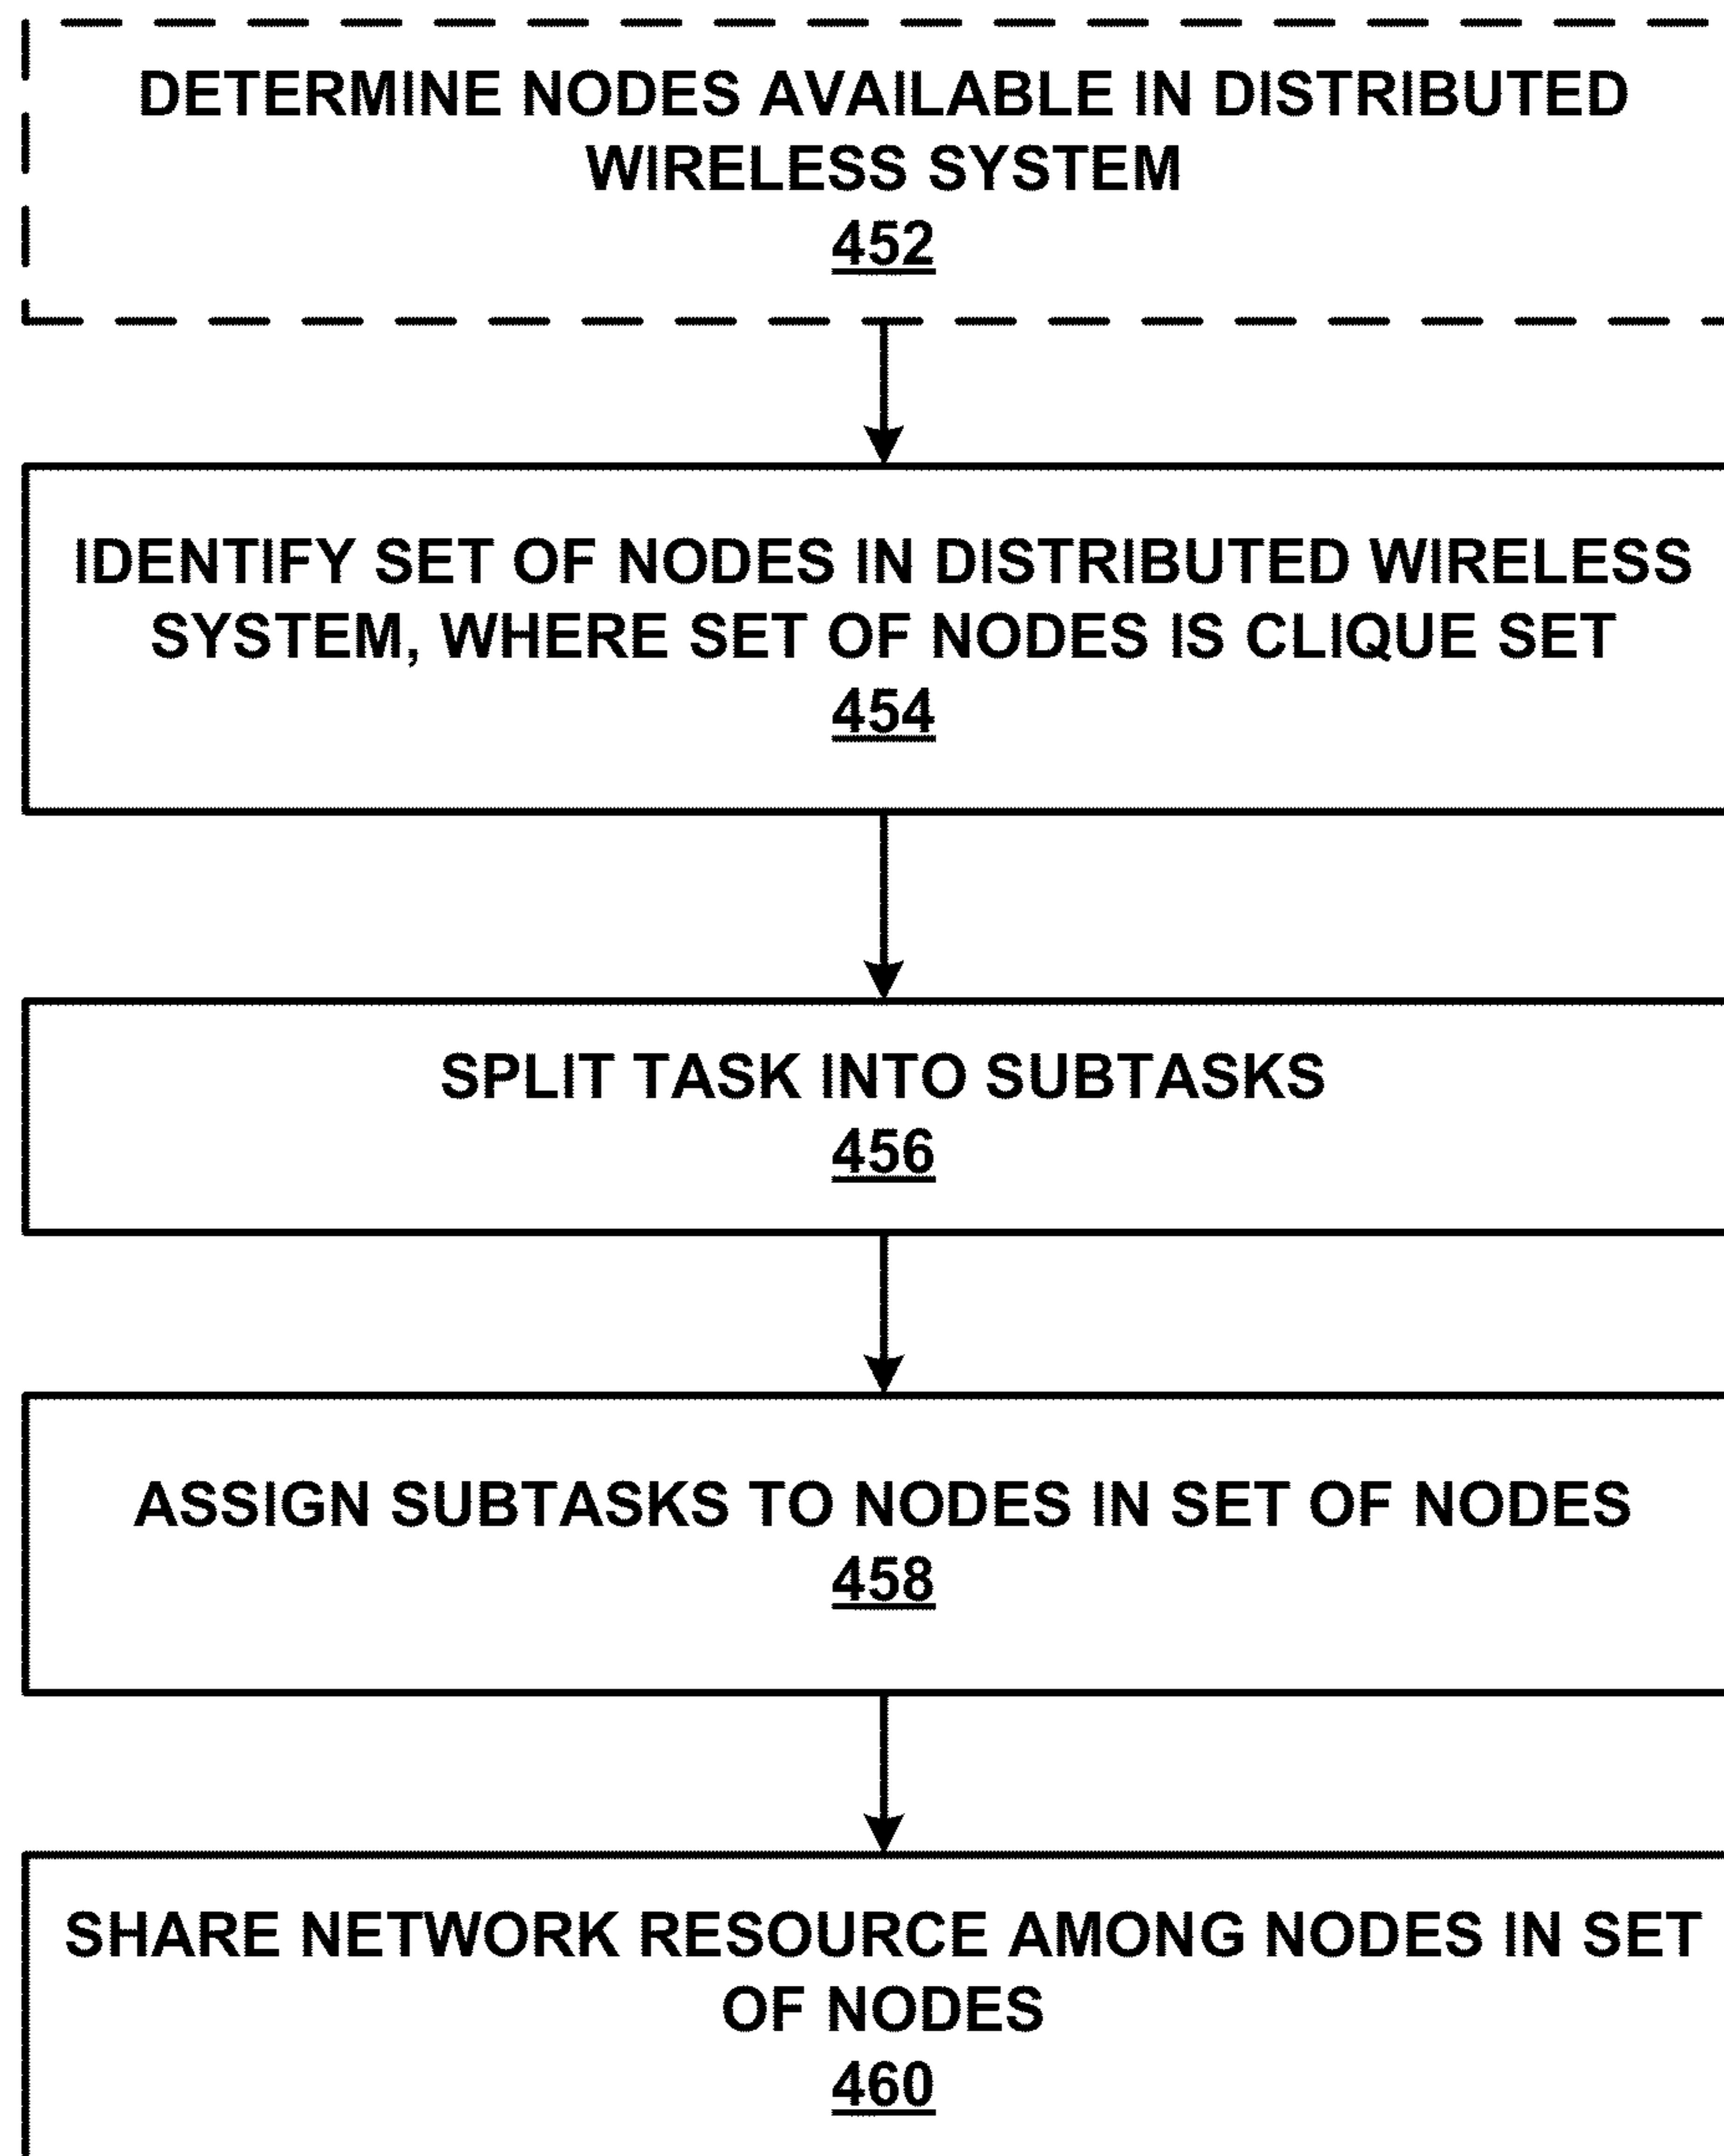 DETERMINE NODES AVAILABLE IN DISTRIBUTED
WIRELESS SYSTEM
452
IDENTIFY SET OF NODES IN DISTRIBUTED WIRELESS
SYSTEM, WHERE SET OF NODES IS CLIQUE SET
454
SPLIT TASK INTO SUBTASKS
456
ASSIGN SUBTASKS TO NODES IN SET OF NODES
458
SHARE NETWORK RESOURCE AMONG NODES IN SET
OF NODES
460